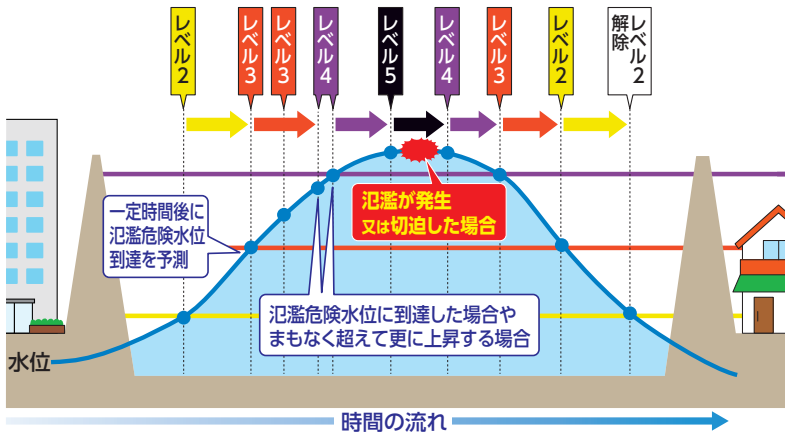 レベル2
レベル3
レベル3
レベル4
レベル5
レベル4
レベル3
レベル2
レベル2
解除
一定時間後に
氾濫危険水位
到達を予測
氾濫が発生
又は切迫した場合
氾濫危険水位に到達した場合や
まもなく超えて更に上昇する場合
水位
時間の流れ